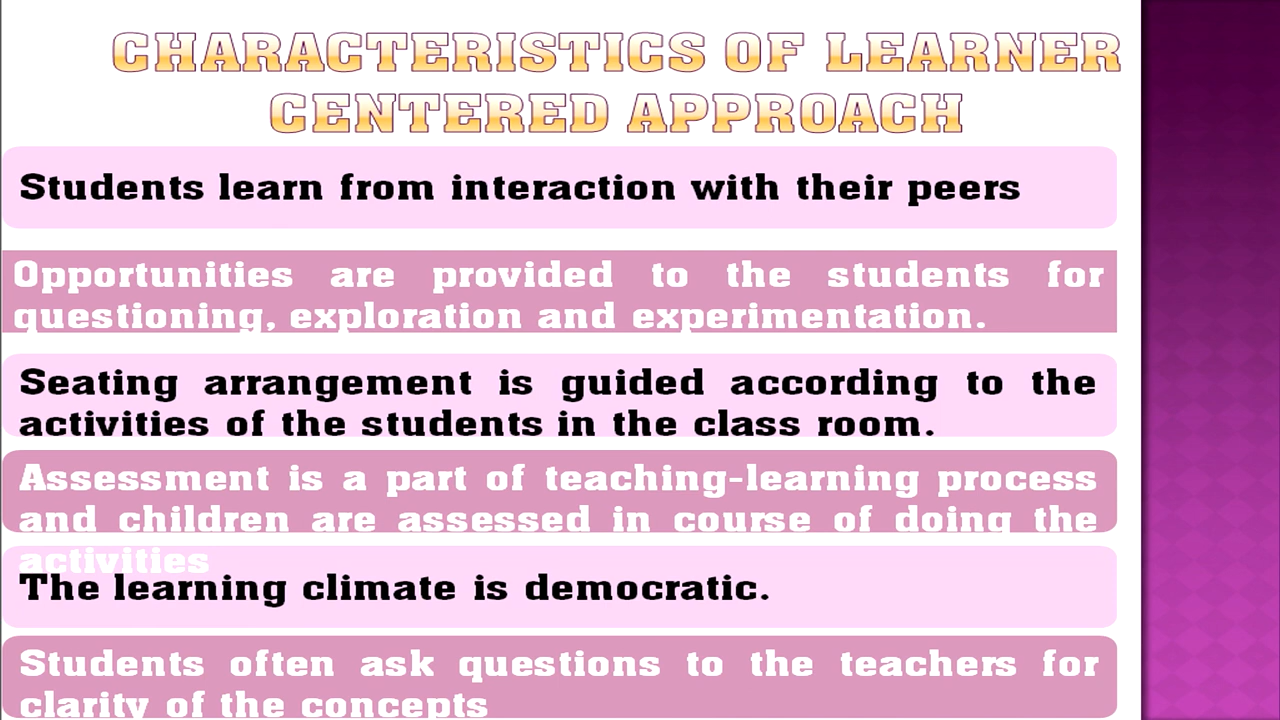 CHARACTERISTICS OF LEARNER
CENTERED APPROACH
Students learn from interaction with their peers
Opportunities are provided to the students for
questioning, exploration and experimentation.
Seating arrangement is guided according to the
activities of the students in the class room.
Assessment is a part of teaching-learning process
and children are assessed in course of doing the
activities
The learning climate is democratic.
Students often ask questions to the teachers for
clarity of the concepts